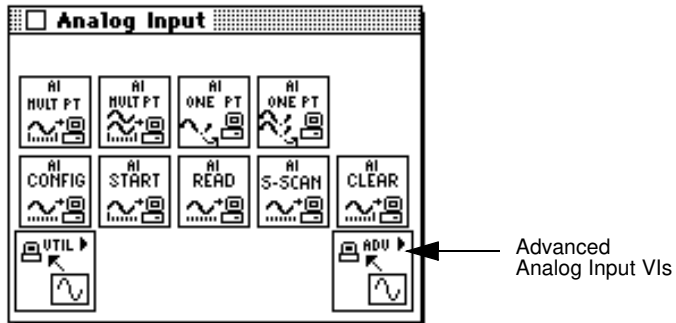 Analog Input
AI MULT PT
AI MULT PT
AI ONE PT
AI ONE PT
AI CONFIG
AI START
AI READ
AI S-SCAN
AI CLEAR
UTIL
ADV
Advanced
Analog Input VIs